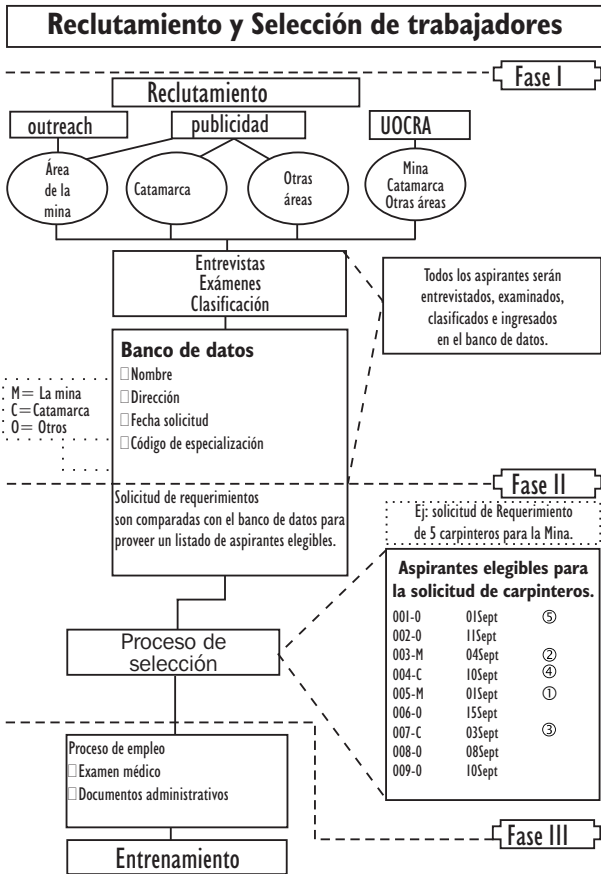 Reclutamiento y Selección de trabajadores
Fase I
Reclutamiento
outreach
publicidad
UOCRA
Área
de la
mina
Catamarca
Otras
áreas
Mina
Catamarca
Otras áreas
Entrevistas
Exámenes
Clasificación
Todos los aspirantes serán
entrevistados, examinados,
clasificados e ingresados
en el banco de datos.
Banco de datos
Nombre
Dirección
Fecha solicitud
Código de especialización
M= La mina
C=Catamarca
O= Otros
Fase II
Solicitud de requerimientos
son comparadas con el banco de datos para
proveer un listado de aspirantes elegibles.
Ej: solicitud de Requerimiento
de 5 carpinteros para la Mina.
Aspirantes elegibles para
la solicitud de carpinteros.
001-0 01Sept ⑤
002-0 11Sept
003-M 04Sept ②
004-C 10Sept ④
005-M 01Sept ①
006-0 15Sept
007-C 03Sept ③
008-0 08Sept
009-0 10Sept
Proceso de
selección
Proceso de empleo
Examen médico
Documentos administrativos
Fase III
Entrenamiento